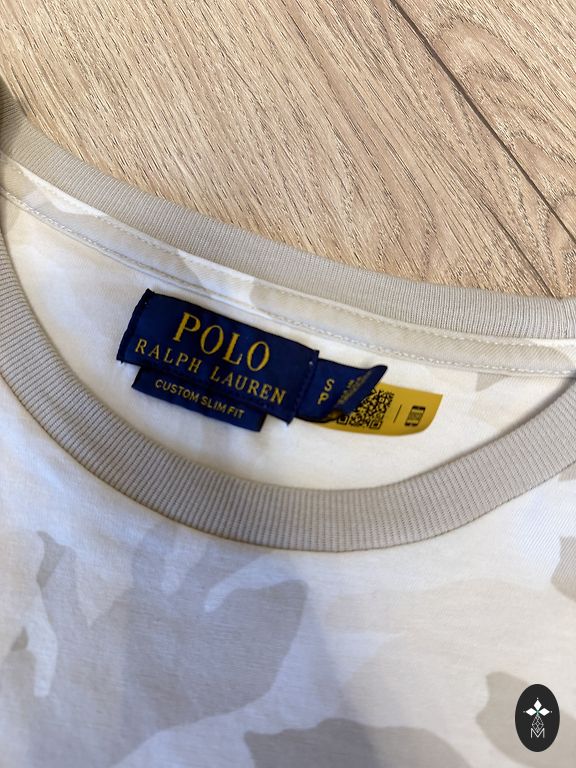 POLO
RALPH LAUREN
CUSTOM SLIM FIT
S
P
M